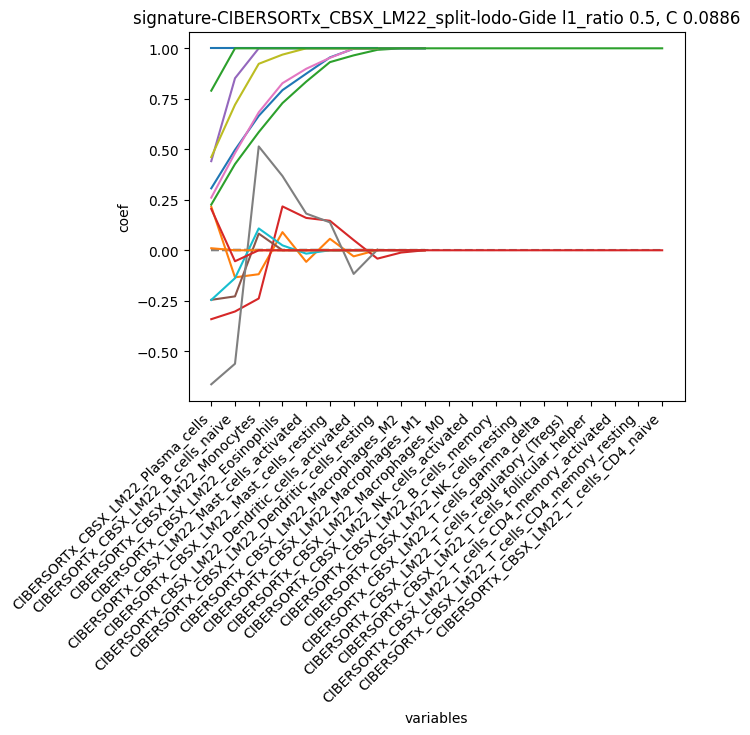 signature-CIBERSORTx_CBSX_LM22_split-lodo-Gide l1_ratio 0.5, C 0.0886
1.00
0.75
0.50
0.25
0.00
−0.25
−0.50
coef
CIBERSORTx_CBSX_LM22_Plasma_cells
CIBERSORTx_CBSX_LM22_B_cells_naive
CIBERSORTx_CBSX_LM22_Monocytes
CIBERSORTx_CBSX_LM22_Eosinophils
CIBERSORTx_CBSX_LM22_Mast_cells_activated
CIBERSORTx_CBSX_LM22_Mast_cells_resting
CIBERSORTx_CBSX_LM22_Dendritic_cells_activated
CIBERSORTx_CBSX_LM22_Dendritic_cells_resting
CIBERSORTx_CBSX_LM22_Macrophages_M2
CIBERSORTx_CBSX_LM22_Macrophages_M1
CIBERSORTx_CBSX_LM22_Macrophages_M0
CIBERSORTx_CBSX_LM22_NK_cells_activated
CIBERSORTx_CBSX_LM22_B_cells_memory
CIBERSORTx_CBSX_LM22_NK_cells_resting
CIBERSORTx_CBSX_LM22_T_cells_gamma_delta
CIBERSORTx_CBSX_LM22_T_cells_regulatory_(Tregs)
CIBERSORTx_CBSX_LM22_T_cells_follicular_helper
CIBERSORTx_CBSX_LM22_T_cells_CD4_memory_activated
CIBERSORTx_CBSX_LM22_T_cells_CD4_memory_resting
CIBERSORTx_CBSX_LM22_T_cells_CD4_naive
variables